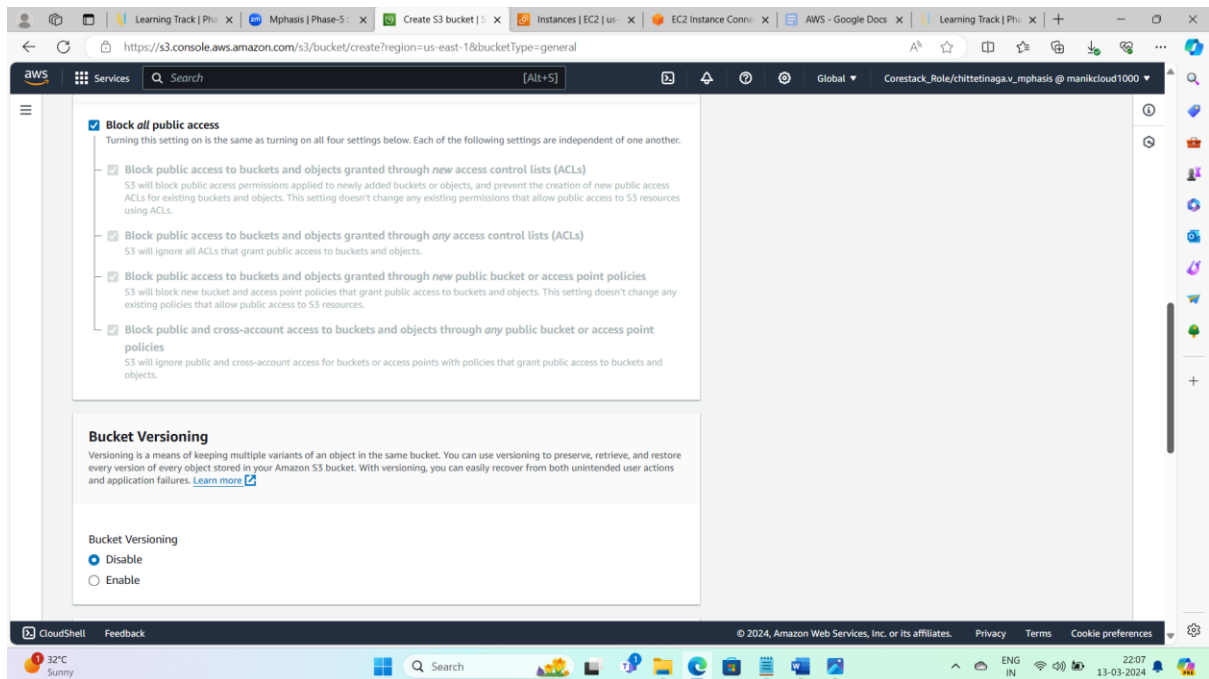 Learning Track | Pha
Mphasis | Phase-5 :
Create S3 bucket | S
Instances | EC2 | us-
EC2 Instance Conne
AWS - Google Docs
Learning Track | Pha
https://s3.console.aws.amazon.com/s3/bucket/create?region=us-east-1&bucketType=general
aws
Services
Search
[Alt+S]
Global
Corestack_Role/chittetinaga.v_mphasis @ manikcloud1000
Block all public access
Turning this setting on is the same as turning on all four settings below. Each of the following settings are independent of one another.
Block public access to buckets and objects granted through new access control lists (ACLs)
S3 will block public access permissions applied to newly added buckets or objects, and prevent the creation of new public access
ACLs for existing buckets and objects. This setting doesn't change any existing permissions that allow public access to S3 resources
using ACLs.
Block public access to buckets and objects granted through any access control lists (ACLs)
S3 will ignore all ACLs that grant public access to buckets and objects.
Block public access to buckets and objects granted through new public bucket or access point policies
S3 will block new bucket and access point policies that grant public access to buckets and objects. This setting doesn't change any
existing policies that allow public access to S3 resources.
Block public and cross-account access to buckets and objects through any public bucket or access point
policies
S3 will ignore public and cross-account access for buckets or access points with policies that grant public access to buckets and
objects.
Bucket Versioning
Versioning is a means of keeping multiple variants of an object in the same bucket. You can use versioning to preserve, retrieve, and restore
every version of every object stored in your Amazon S3 bucket. With versioning, you can easily recover from both unintended user actions
and application failures. Learn more
Bucket Versioning
Disable
Enable
CloudShell
Feedback
© 2024, Amazon Web Services, Inc. or its affiliates.
Privacy
Terms
Cookie preferences
1
32°C
Sunny
Search
ENG
IN
22:07
13-03-2024